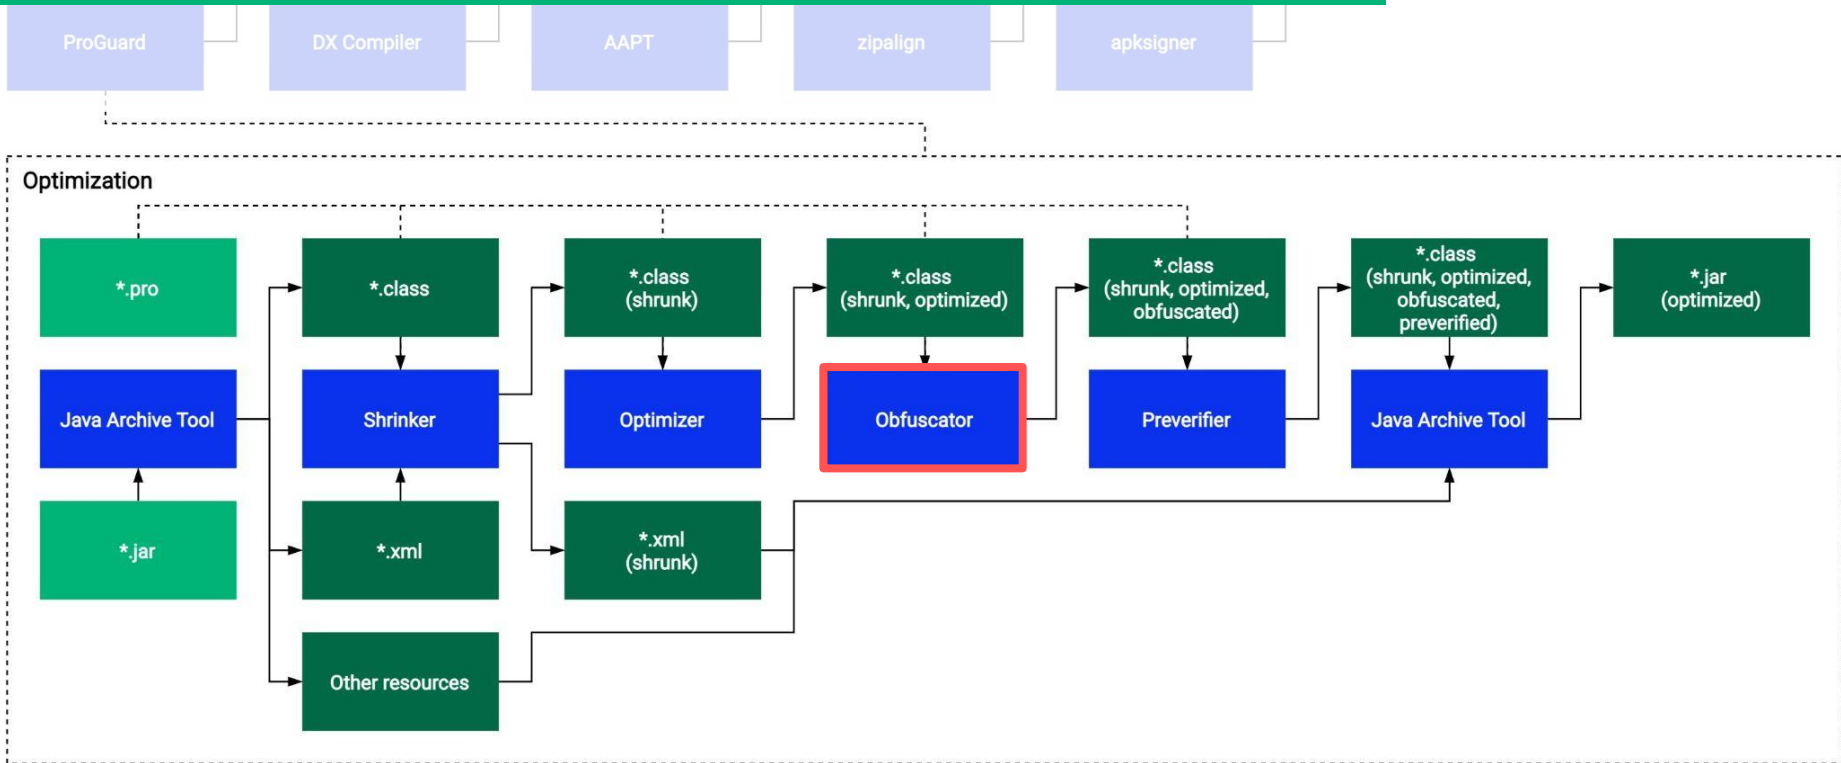 ProGuard
DX Compiler
AAPT
zipalign
apksigner
Optimization
*.pro
*.class
*.class
(shrunk)
*.class
(shrunk, optimized)
*.class
(shrunk, optimized,
obfuscated)
*.class
(shrunk, optimized,
obfuscated,
preverified)
*.jar
(optimized)
Java Archive Tool
Shrinker
Optimizer
Obfuscator
Preverifier
Java Archive Tool
*.jar
*.xml
*.xml
(shrunk)
Other resources